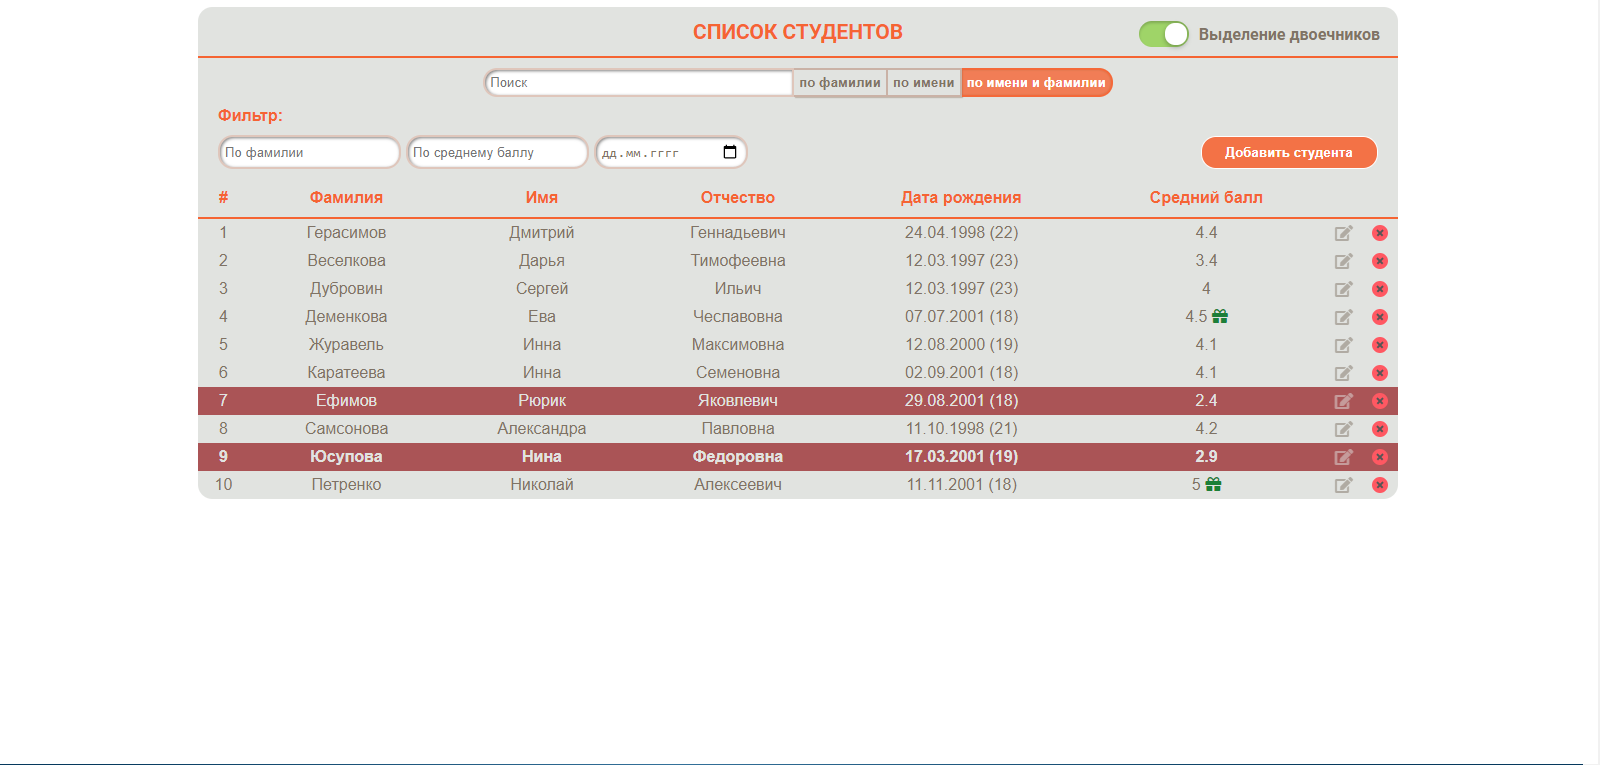 СПИСОК СТУДЕНТОВ Выделение двоечников
Поиск по фамилии по имени по имени и фамилии
Фильтр:
По фамилии По среднему баллу дд.мм.гггг Добавить студента
# Фамилия Имя Отчество Дата рождения Средний балл
1 Герасимов Дмитрий Геннадьевич 24.04.1998 (22) 4.4
2 Веселкова Дарья Тимофеевна 12.03.1997 (23) 3.4
3 Дубровин Сергей Ильич 12.03.1997 (23) 4
4 Деменкова Ева Чеславовна 07.07.2001 (18) 4.5
5 Журавель Инна Максимовна 12.08.2000 (19) 4.1
6 Каратеева Инна Семеновна 02.09.2001 (18) 4.1
7 Ефимов Рюрик Яковлевич 29.08.2001 (18) 2.4
8 Самсонова Александра Павловна 11.10.1998 (21) 4.2
9 Юсупова Нина Федоровна 17.03.2001 (19) 2.9
10 Петренко Николай Алексеевич 11.11.2001 (18) 5